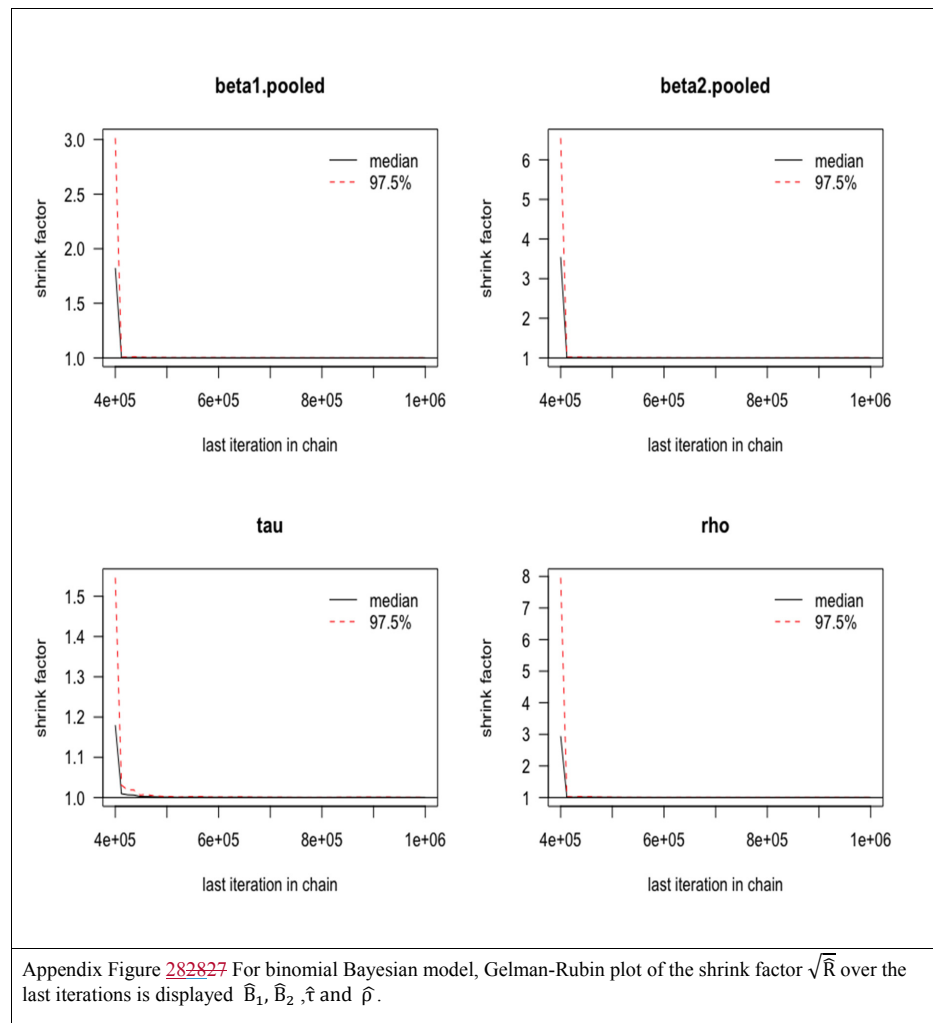 beta1.pooled
3.0
2.5
2.0
1.5
1.0
shrink factor
median
97.5%
4e+05 6e+05 8e+05 1e+06
last iteration in chain
beta2.pooled
6
5
4
3
2
1
shrink factor
median
97.5%
4e+05 6e+05 8e+05 1e+06
last iteration in chain
tau
1.5
1.4
1.3
1.2
1.1
1.0
shrink factor
median
97.5%
4e+05 6e+05 8e+05 1e+06
last iteration in chain
rho
8
7
6
5
4
3
2
1
shrink factor
median
97.5%
4e+05 6e+05 8e+05 1e+06
last iteration in chain
Appendix Figure 282827 For binomial Bayesian model, Gelman-Rubin plot of the shrink factor √R̂ over the
last iterations is displayed B̂₁, B̂₂ ,τ̂ and ρ̂ .